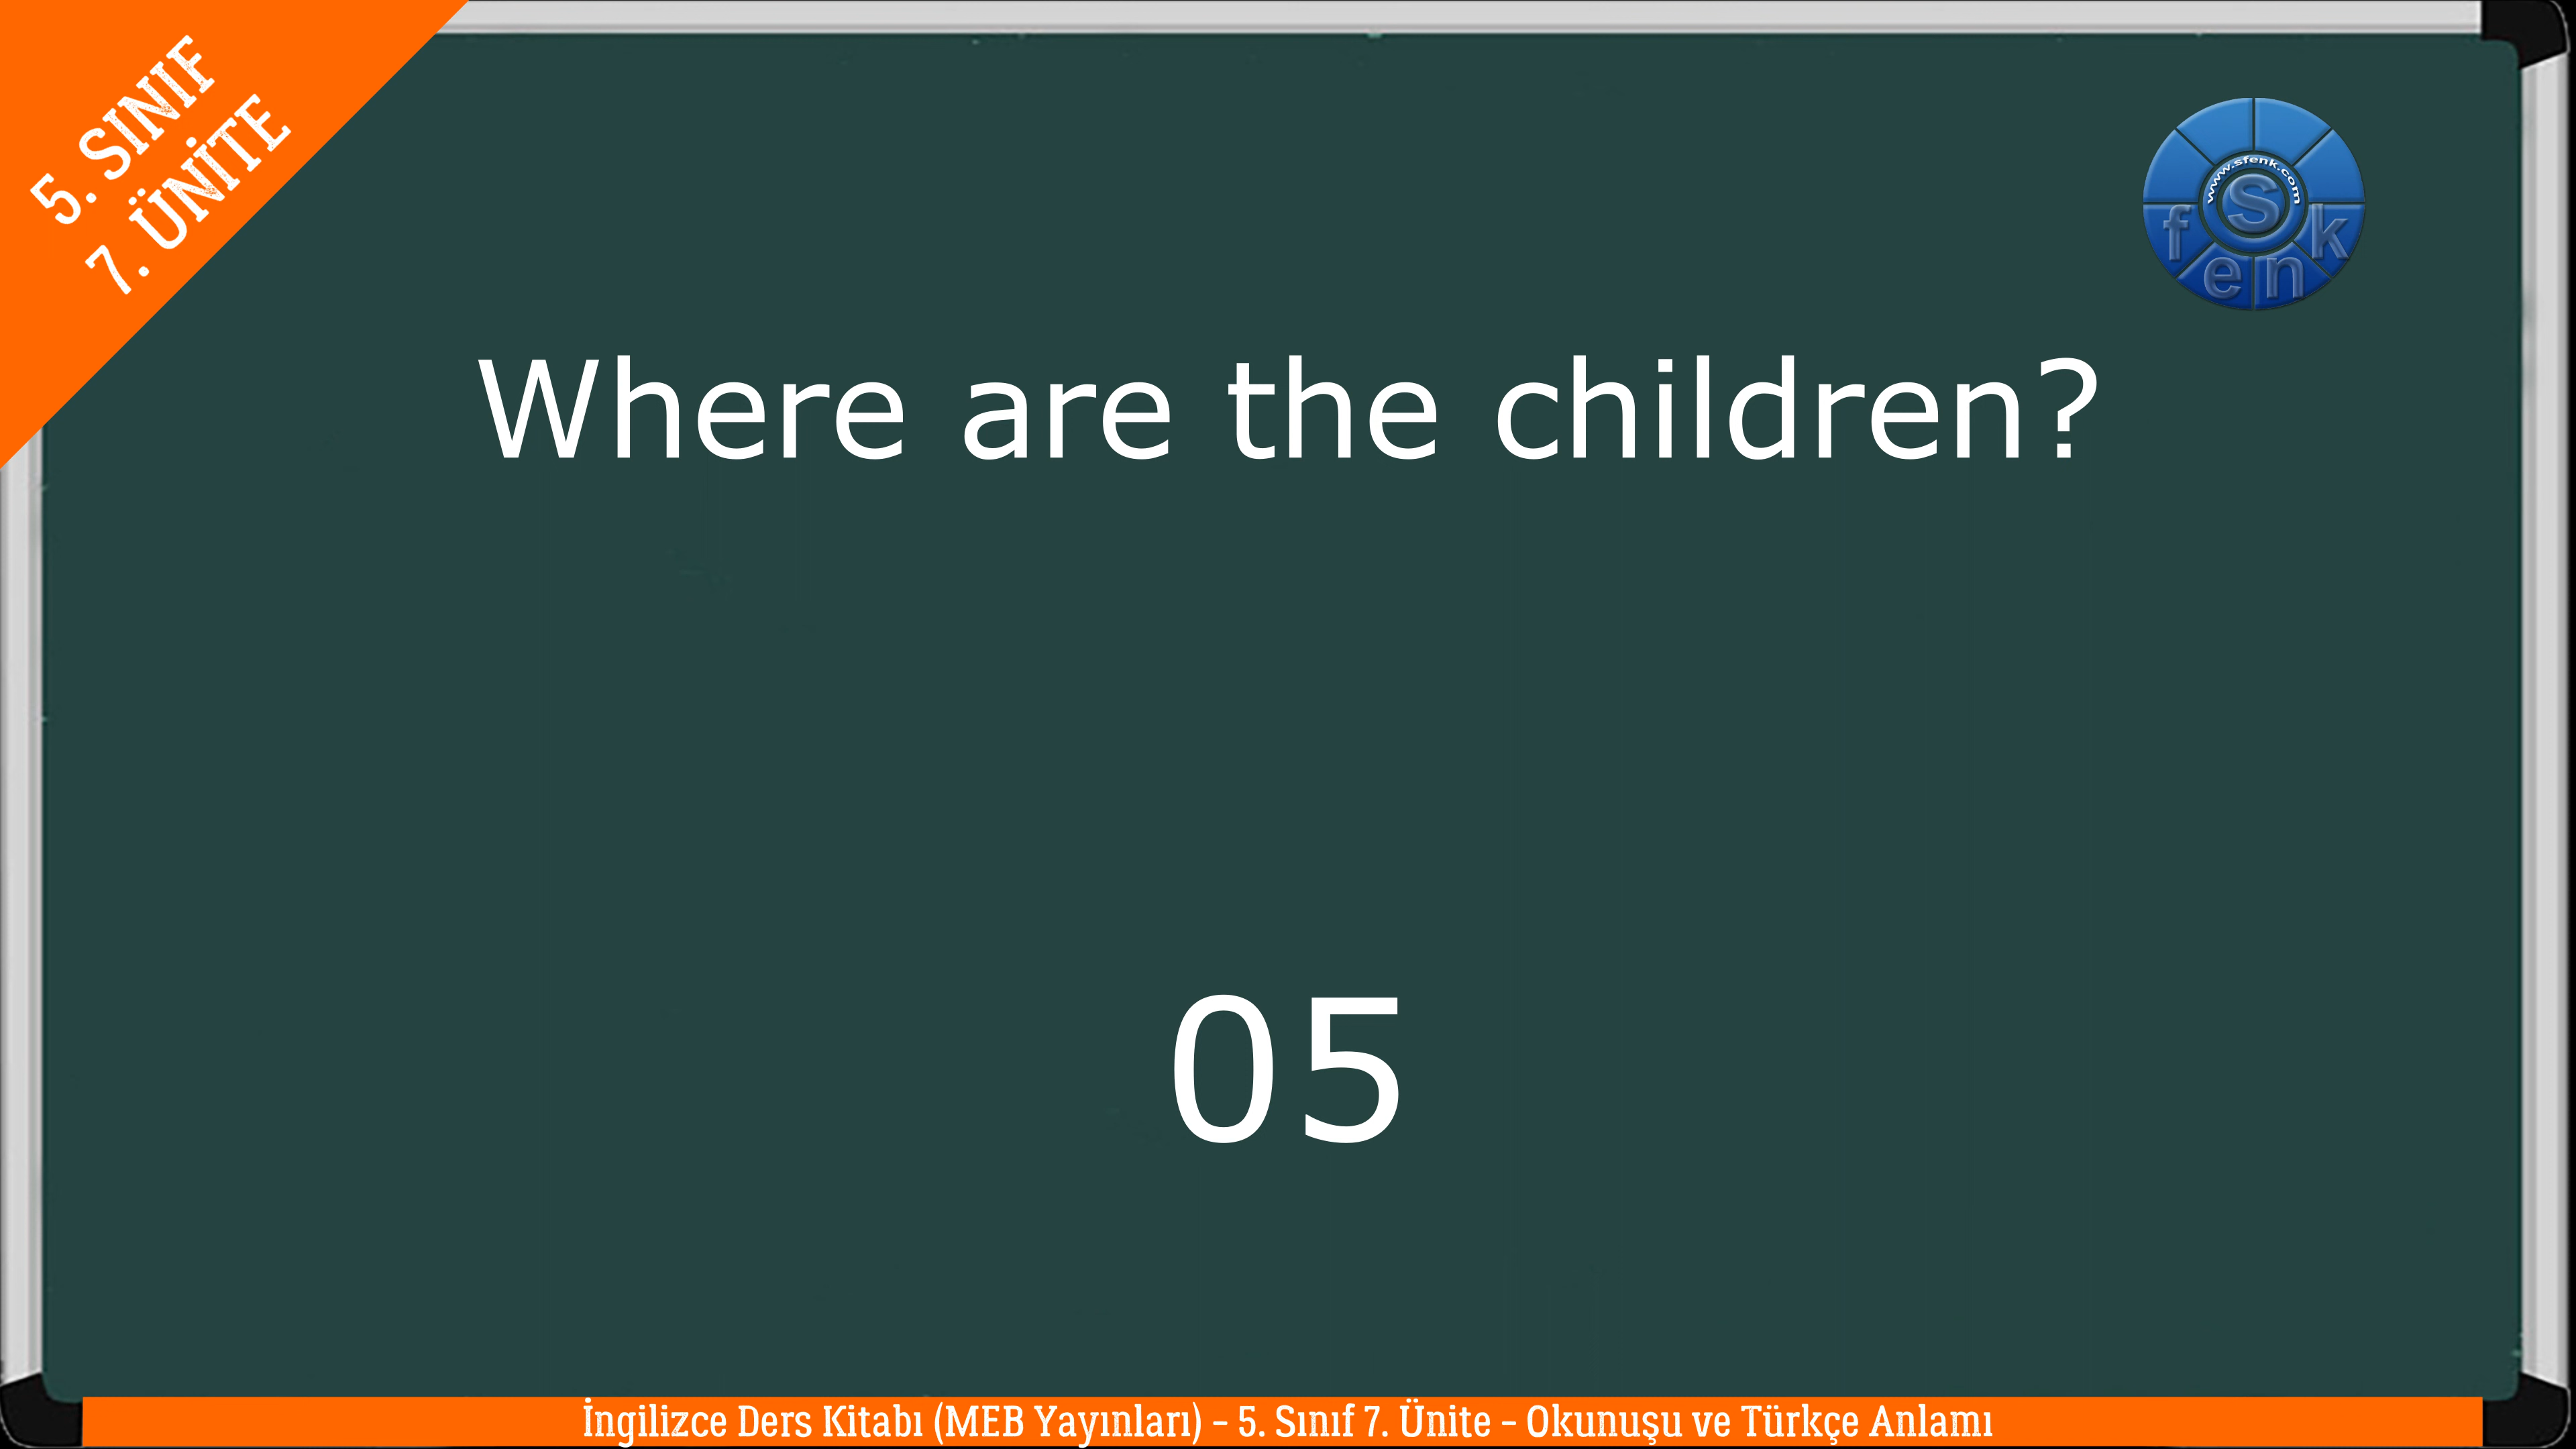 5. SINIF
7. ÜNİTE
www.sfenk.com
S
f e n k
Where are the children?
05
İngilizce Ders Kitabı (MEB Yayınları) – 5. Sınıf 7. Ünite – Okunuşu ve Türkçe Anlamı